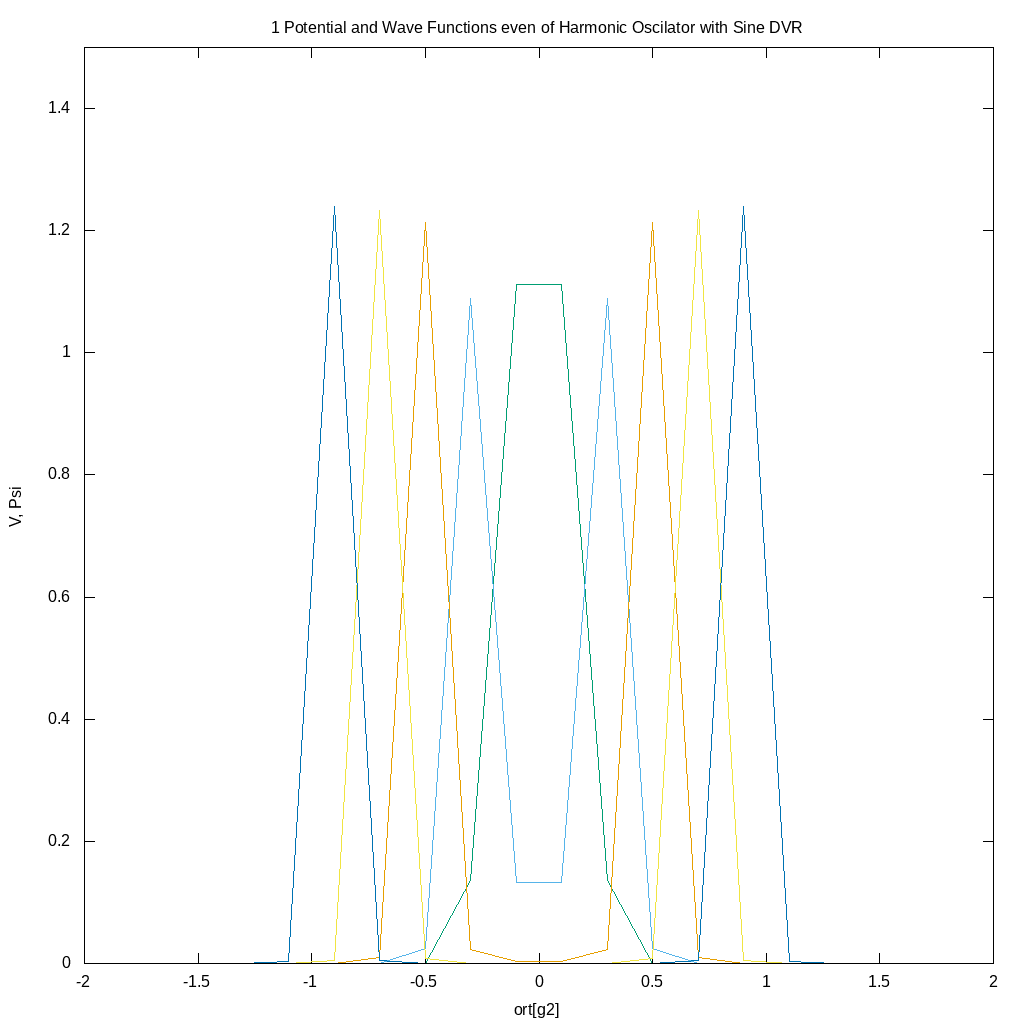 1 Potential and Wave Functions even of Harmonic Oscilator with Sine DVR
1.4
1.2
1
0.8
0.6
0.4
0.2
0
V, Psi
-2 -1.5 -1 -0.5 0 0.5 1 1.5 2
ort[g2]